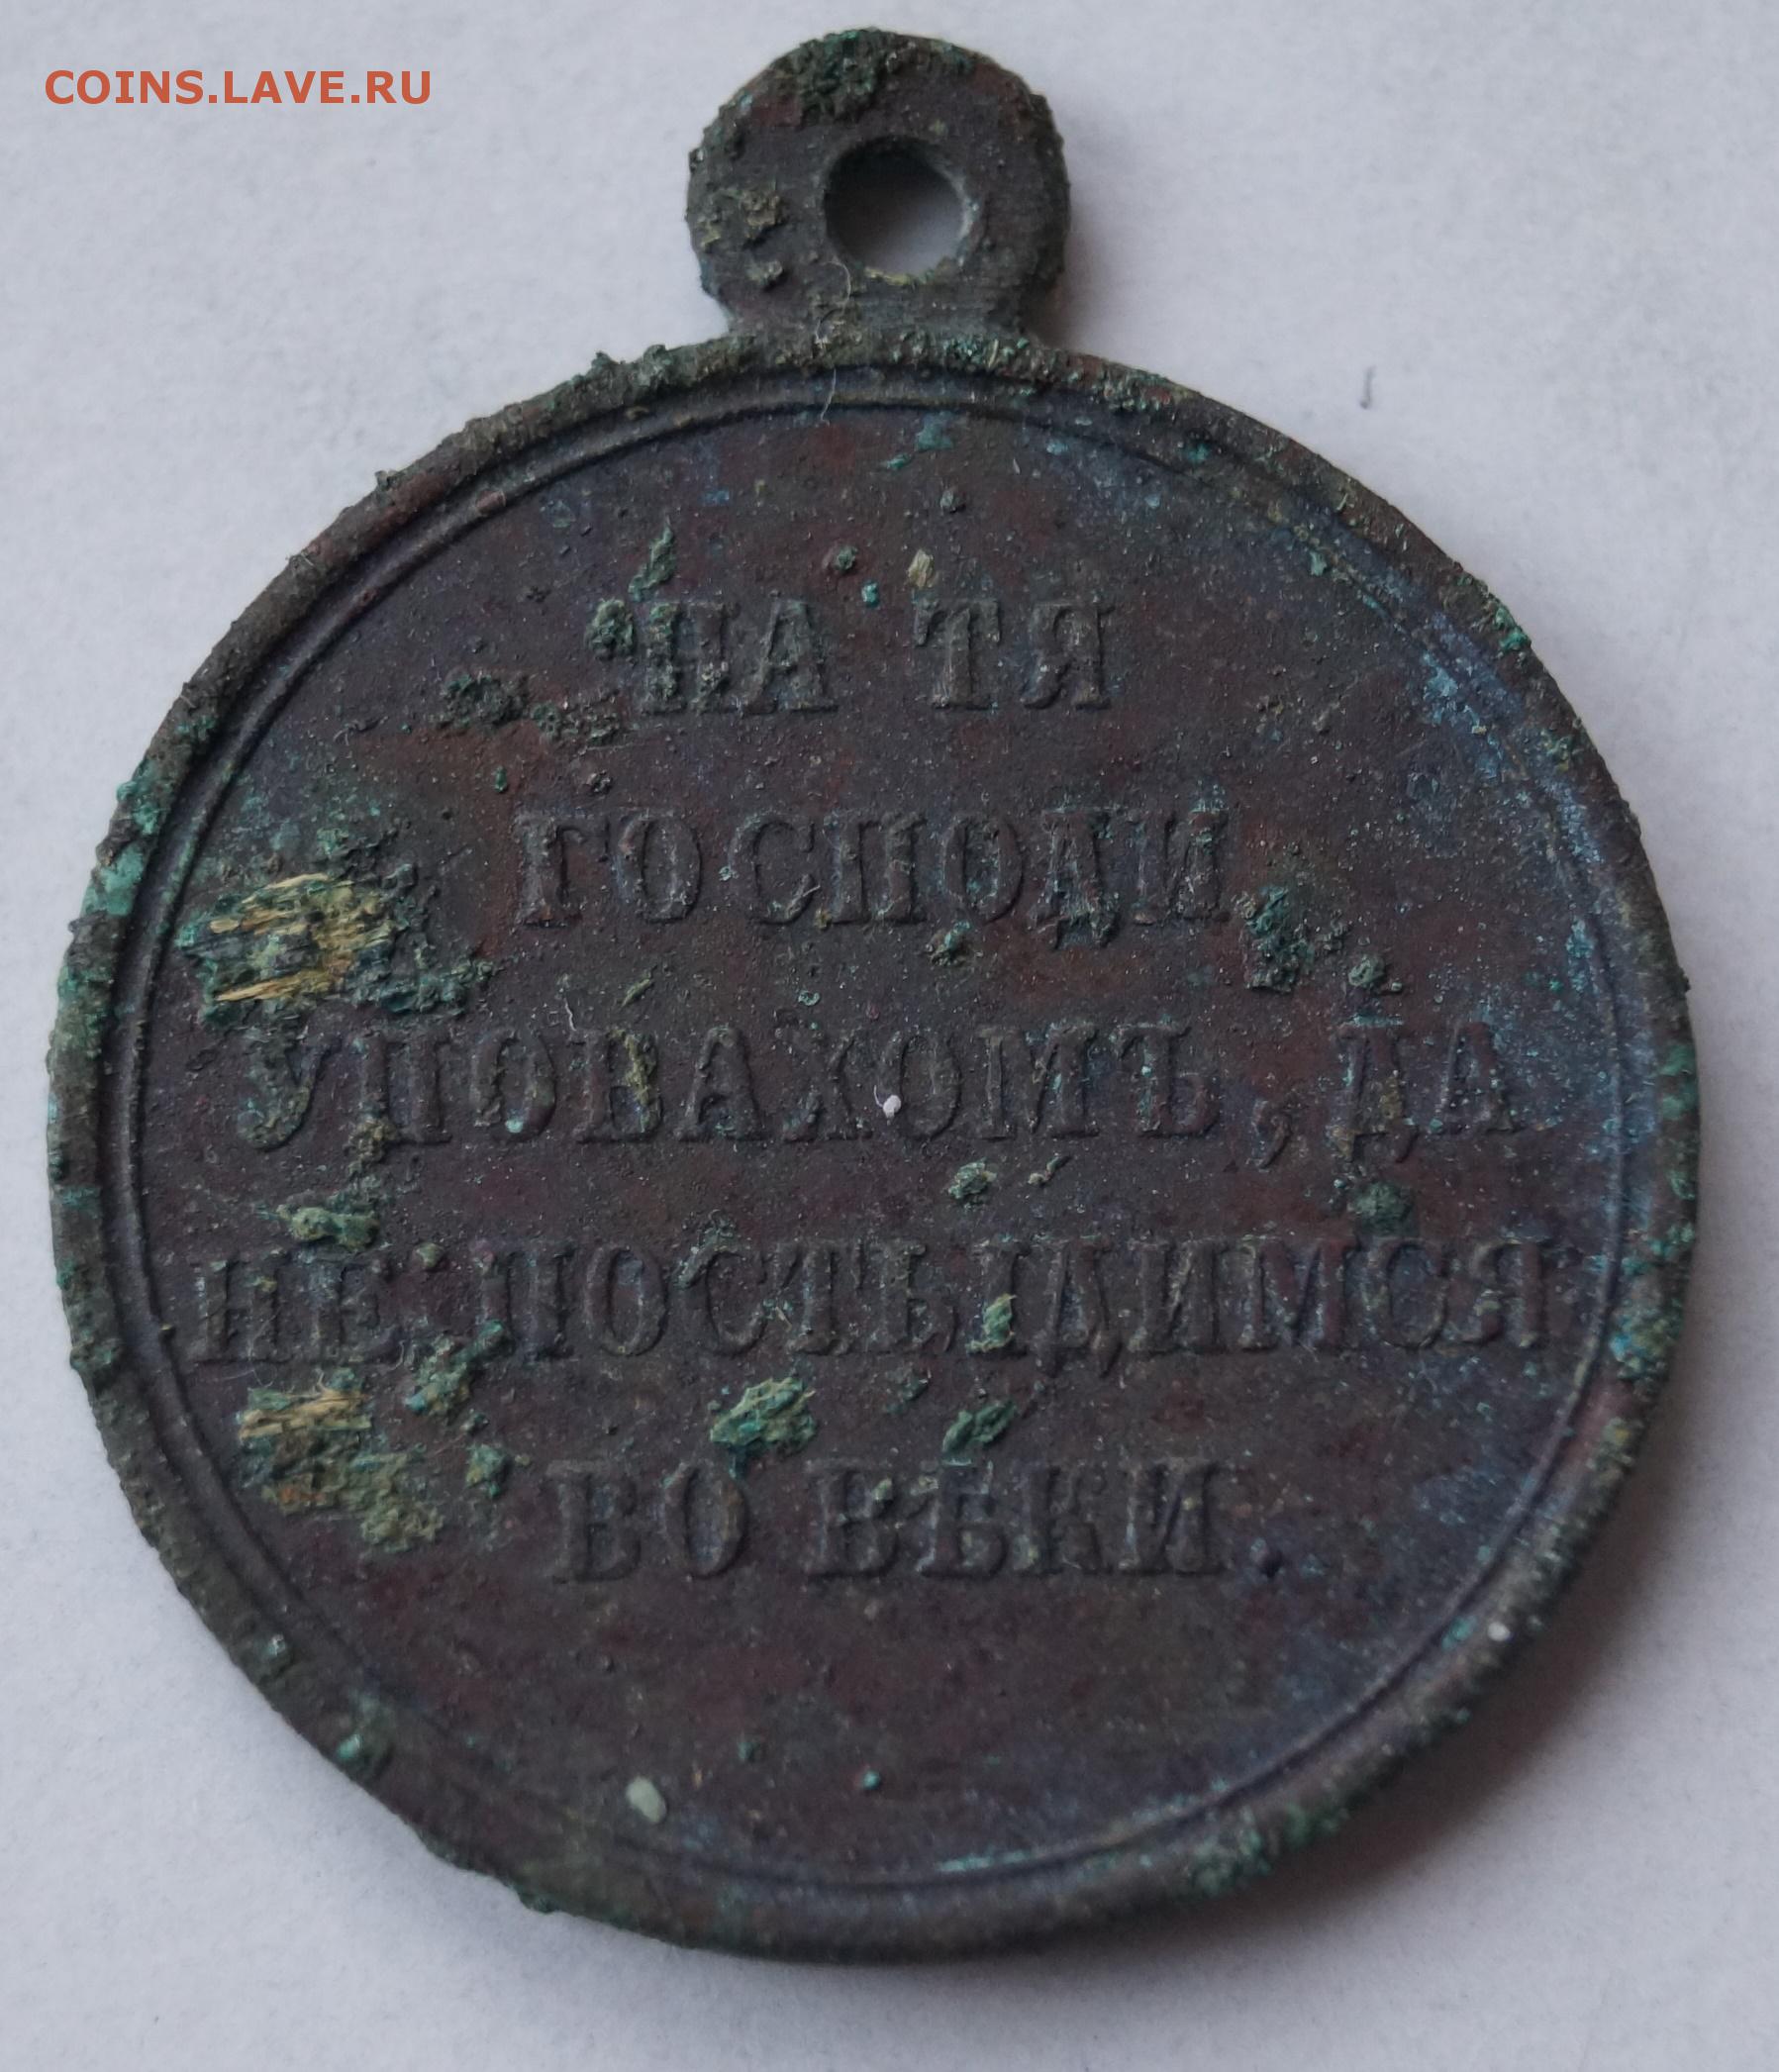 COINS.LAVE.RU
НА ТЯ
ГОСПОДИ
УПОВАХОМЪ, ДА
НЕ ПОСТЫДИМСЯ
ВО ВѢКИ.